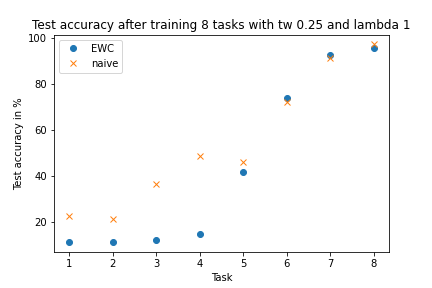 Test accuracy after training 8 tasks with tw 0.25 and lambda 1
EWC
naive
100
80
60
40
20
Test accuracy in %
1 2 3 4 5 6 7 8
Task